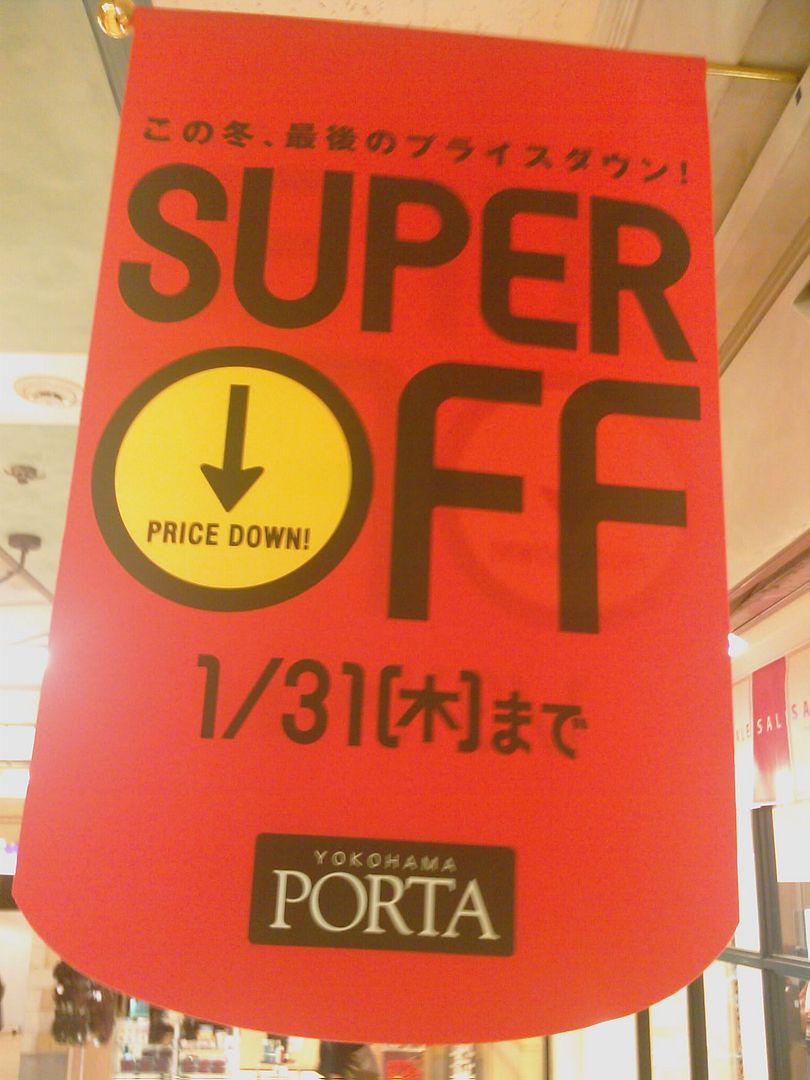 この冬、最後のプライスダウン!
SUPER
OFF
PRICE DOWN!
1/31[木]まで
YOKOHAMA
PORTA
SAL